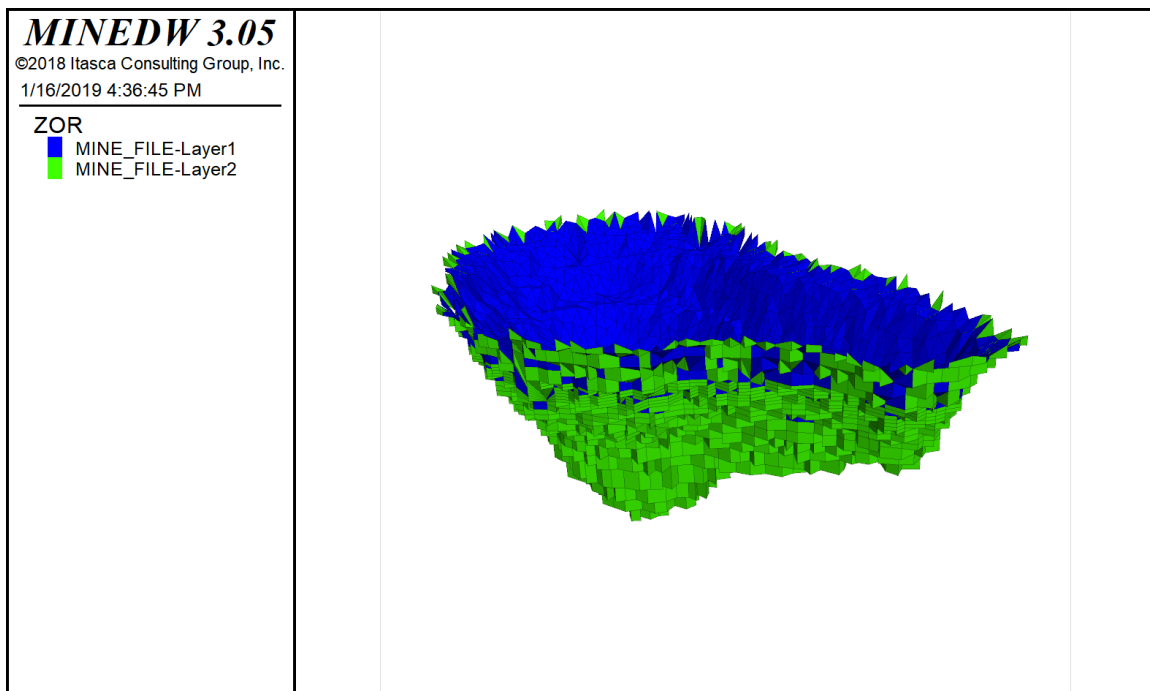 MINEDW 3.05
©2018 Itasca Consulting Group, Inc.
1/16/2019 4:36:45 PM
ZOR
MINE_FILE-Layer1
MINE_FILE-Layer2